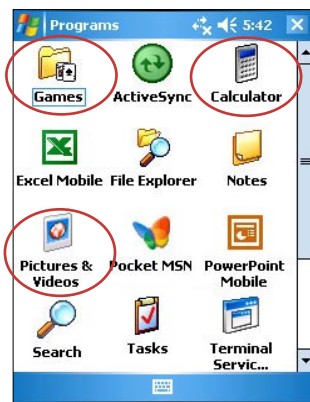 Programs 5:42
Games ActiveSync Calculator
Excel Mobile File Explorer Notes
Pictures & Pocket MSN PowerPoint
Videos Mobile
Search Tasks Terminal
Servic...